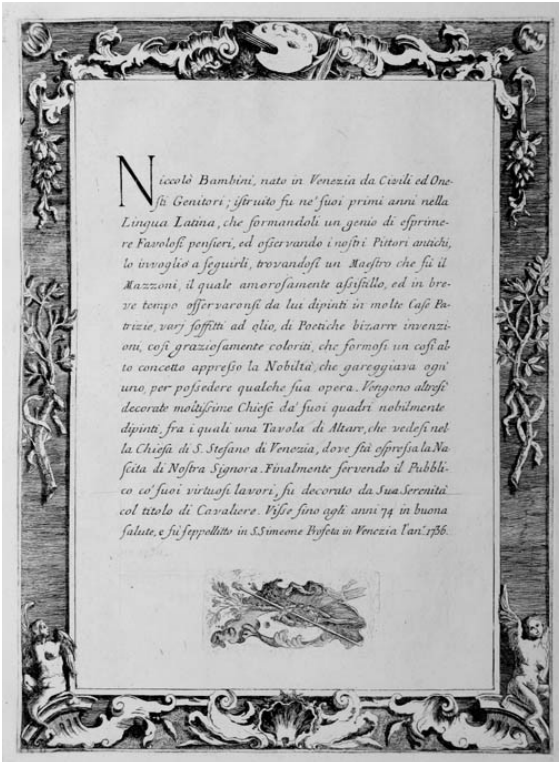 Niccolò Bambini, nato in Venezia da Civili ed One-
ſti Genitori; iſtruito fu ne' ſuoi primi anni nella
Lingua Latina, che formandoli un genio di eſprime-
re Favoloſi penſieri, ed oſſervando i noſtri Pittori antichi,
lo invogliò a ſeguirli, trovandoſi un Maeſtro che fù il
Mazzoni, il quale amoroſamente aſſiſtillo, ed in bre-
ve tempo oſſervaronſi da lui dipinti in molte Caſe Pa-
trizie, varj ſoffitti ad oglio, di Poetiche bizarre invenzi-
oni, coſi grazioſamente coloriti, che formoſi un coſi al-
to concetto appreſſo la Nobiltà, che gareggiava ogn'
uno, per poſſedere qualche ſua opera. Vengono altreſi
decorate moltiſſime Chieſe da' ſuoi quadri nobilmente
dipinti, fra i quali una Tavola di Altare, che vedeſi nel-
la Chieſa di S. Stefano di Venezia, dove ſtà eſpreſſa la Na-
ſcita di Noſtra Signora. Finalmente ſervendo il Pubbli-
co co' ſuoi virtuoſi lavori, fu decorato da Sua Serenità
col titolo di Cavaliere. Viſſe ſino agli anni 74 in buona
ſalute, e fù ſeppellitto in S. Simeone Profeta in Venezia l'an.º 1736.